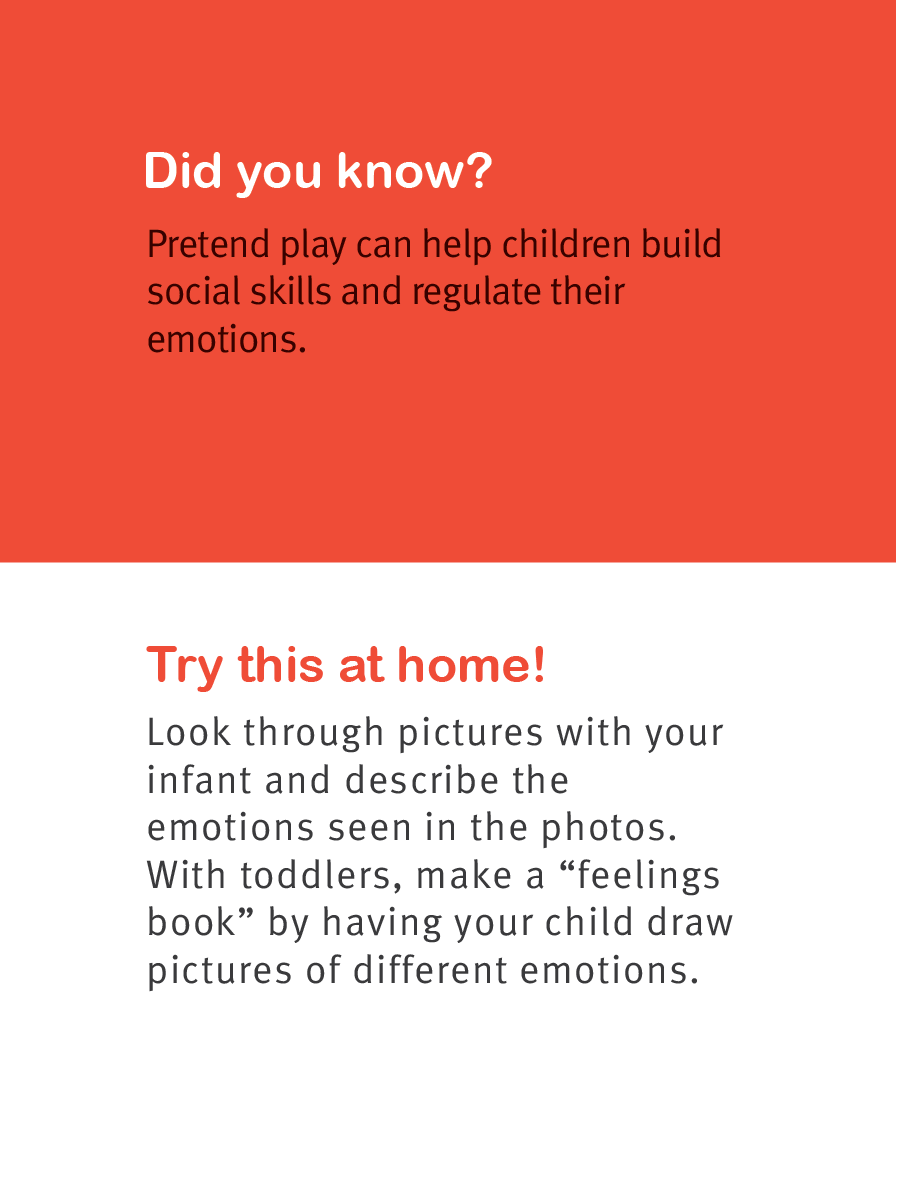 Did you know?
Pretend play can help children build
social skills and regulate their
emotions.
Try this at home!
Look through pictures with your
infant and describe the
emotions seen in the photos.
With toddlers, make a “feelings
book” by having your child draw
pictures of different emotions.